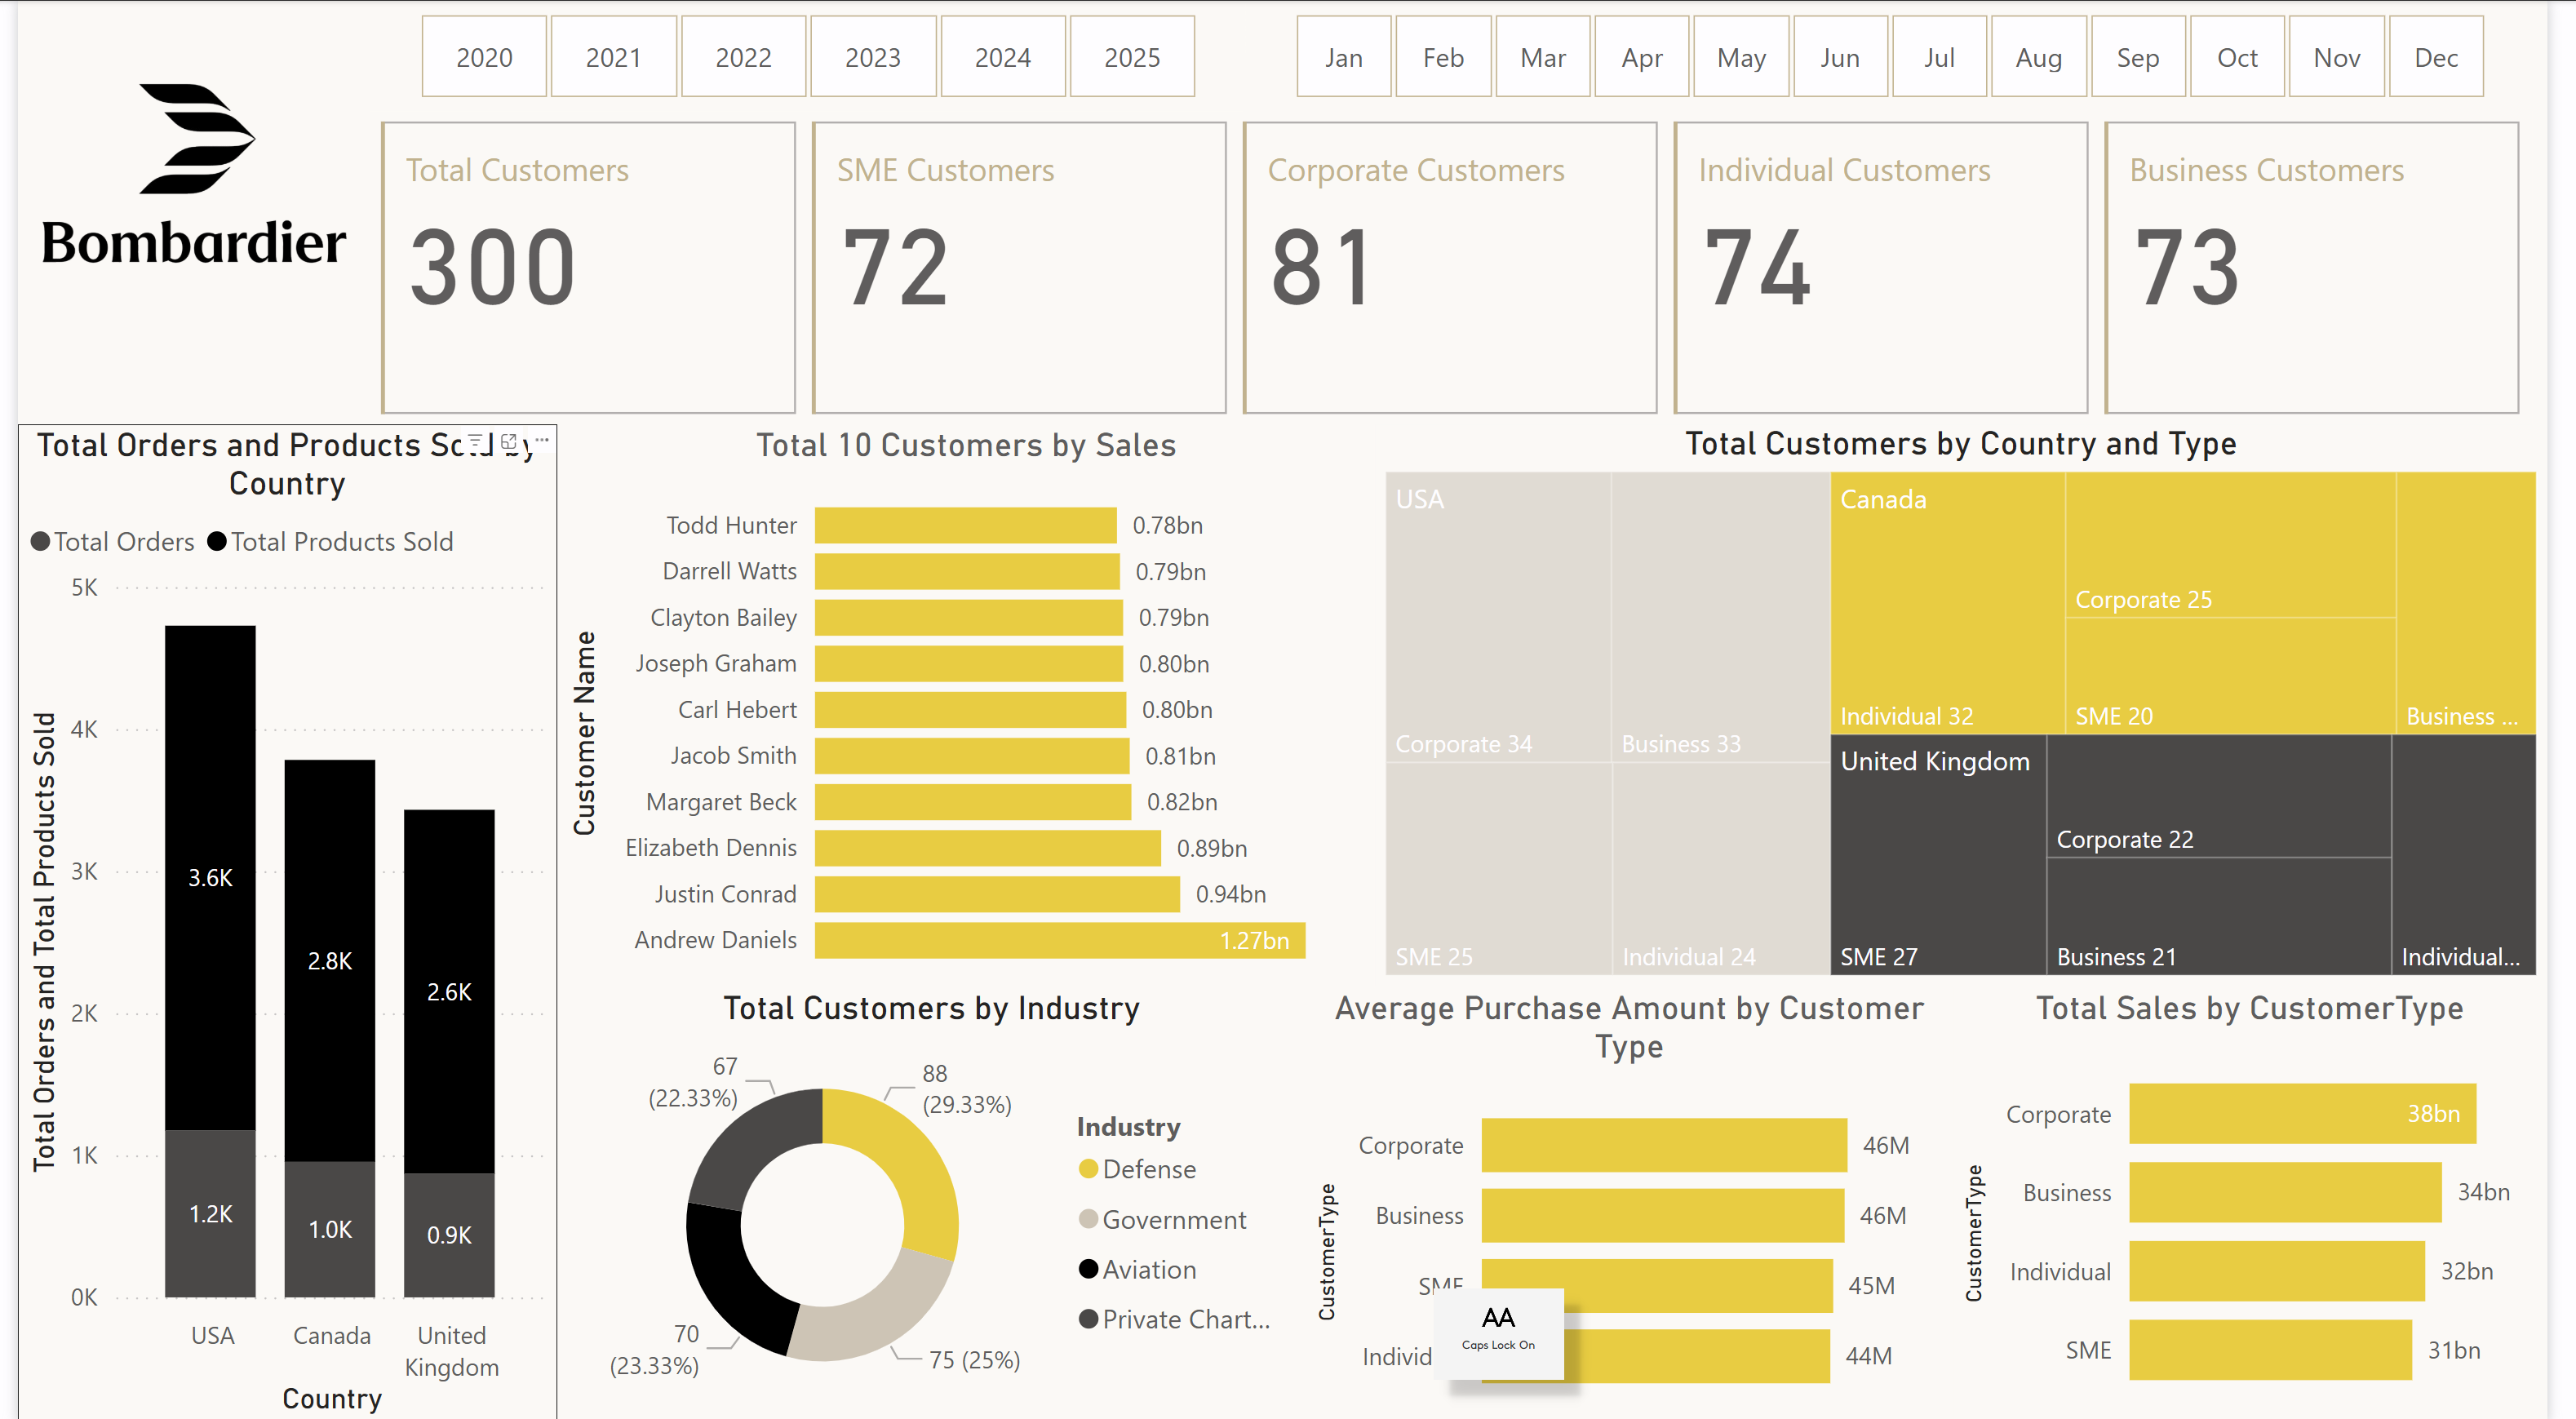 2020 2021 2022 2023 2024 2025 Jan Feb Mar Apr May Jun Jul Aug Sep Oct Nov Dec
Bombardier
Total Customers
300
SME Customers
72
Corporate Customers
81
Individual Customers
74
Business Customers
73
Total Orders and Products Sold by
Country
Total Orders Total Products Sold
Total Orders and Total Products Sold
5K
4K
3K
2K
1K
0K
3.6K
2.8K
2.6K
1.2K
1.0K
0.9K
USA Canada United
Kingdom
Country
Total 10 Customers by Sales
Customer Name
Todd Hunter 0.78bn
Darrell Watts 0.79bn
Clayton Bailey 0.79bn
Joseph Graham 0.80bn
Carl Hebert 0.80bn
Jacob Smith 0.81bn
Margaret Beck 0.82bn
Elizabeth Dennis 0.89bn
Justin Conrad 0.94bn
Andrew Daniels 1.27bn
Total Customers by Country and Type
USA
Corporate 34
Business 33
SME 25
Individual 24
Canada
Individual 32
Corporate 25
SME 20
Business ...
United Kingdom
SME 27
Corporate 22
Business 21
Individual...
Total Customers by Industry
67
(22.33%)
88
(29.33%)
70
(23.33%)
75 (25%)
Industry
Defense
Government
Aviation
Private Chart...
Average Purchase Amount by Customer
Type
CustomerType
Corporate 46M
Business 46M
SME 45M
Individ 44M
AA
Caps Lock On
Total Sales by CustomerType
CustomerType
Corporate 38bn
Business 34bn
Individual 32bn
SME 31bn